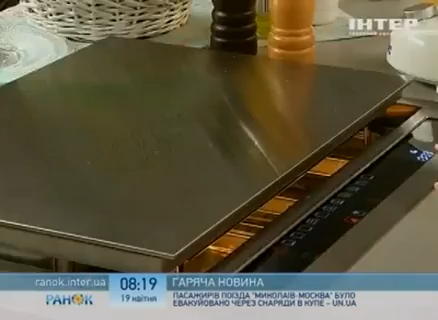 ІНТЕР
ranok.inter.ua
08:19
ГАРЯЧА НОВИНА
РАНОК
19 квітня
ПАСАЖИРІВ ПОЇЗДА "МИКОЛАЇВ-МОСКВА" БУЛО
ЕВАКУЙОВАНО ЧЕРЕЗ СНАРЯДИ В КУПЕ – UN.UA